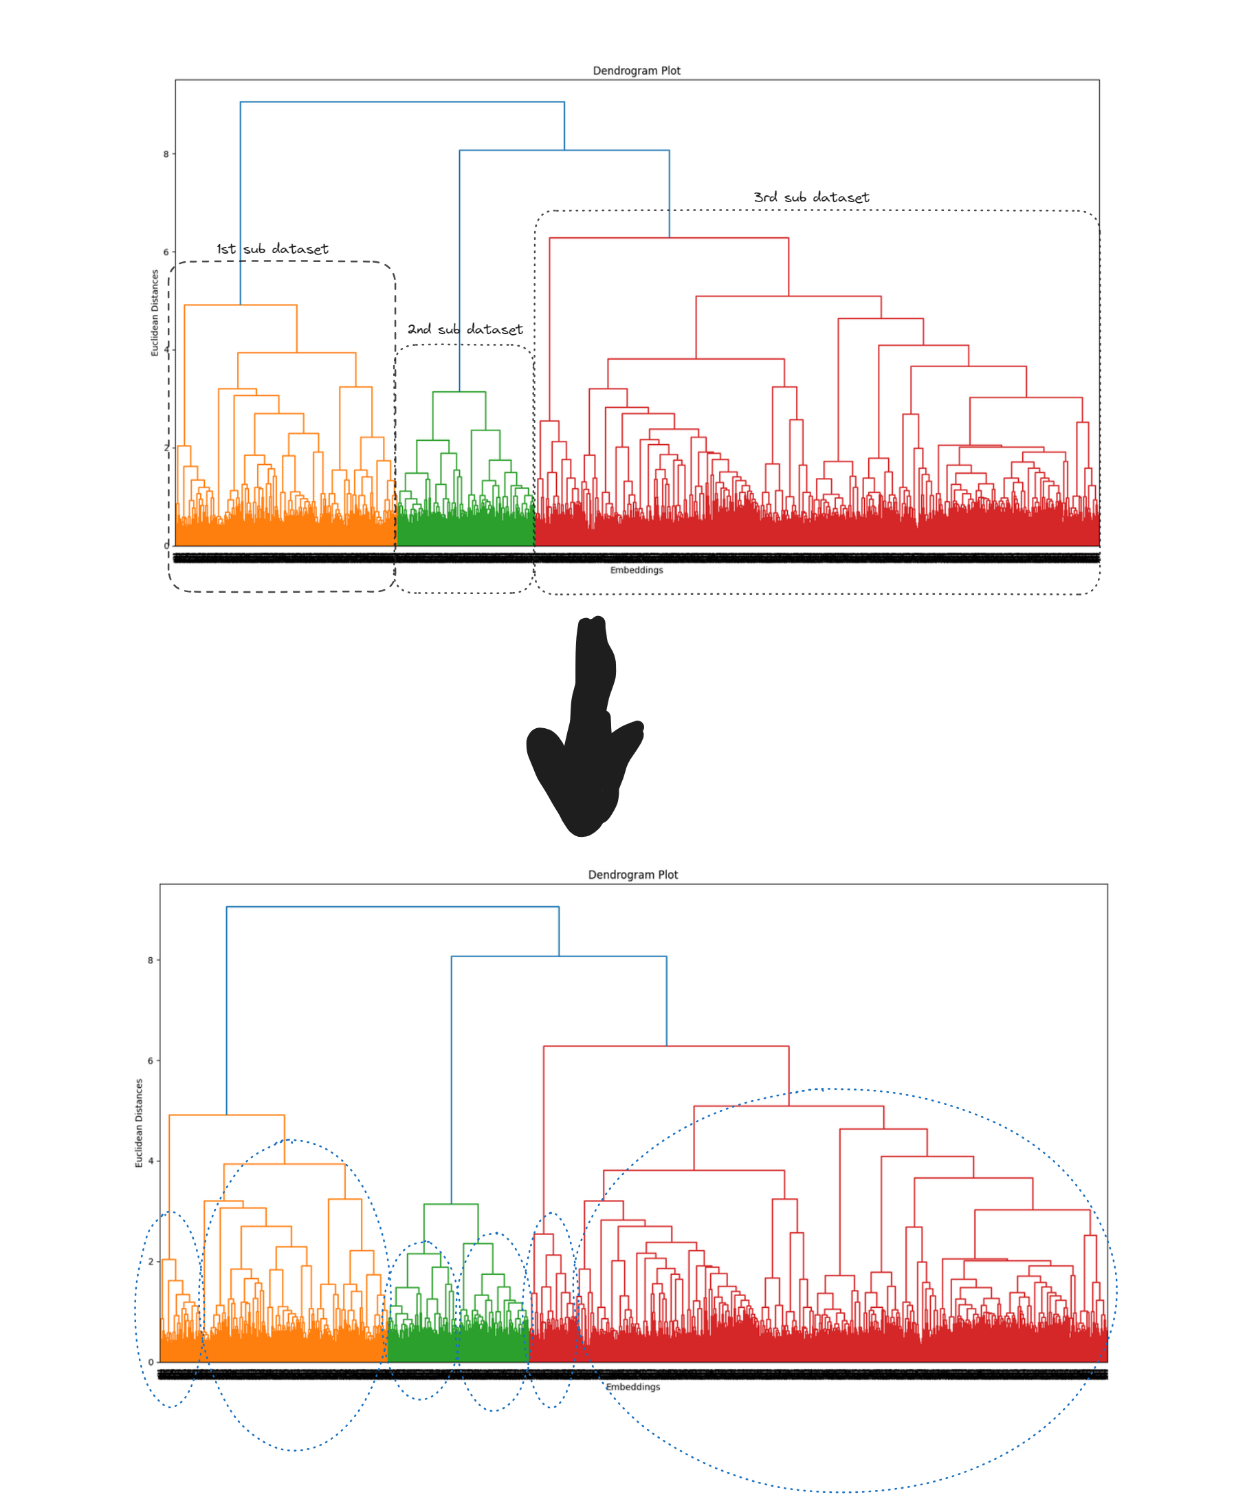 Dendrogram Plot
8
3rd sub dataset
1st sub dataset
6
2nd sub dataset
4
2
0
Euclidean Distances
Embeddings
Dendrogram Plot
8
6
4
2
0
Euclidean Distances
Embeddings